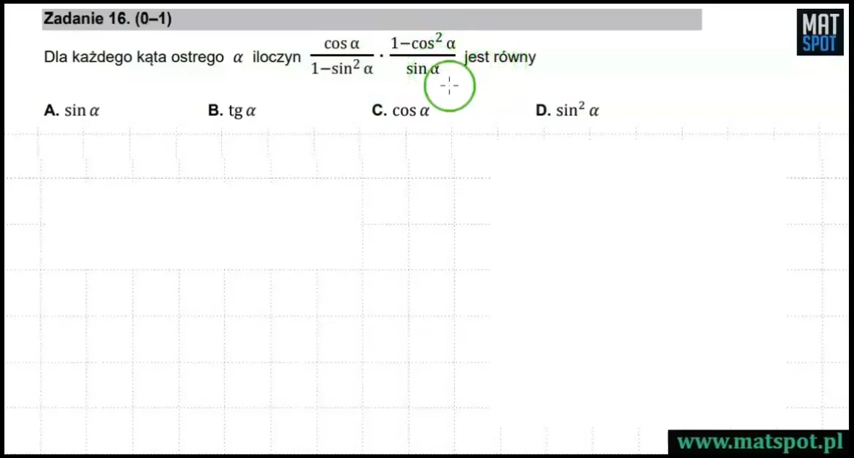 Zadanie 16. (0–1)
MAT
SPOT
Dla każdego kąta ostrego α iloczyn cos α / 1−sin² α · 1−cos² α / sin α jest równy
A. sin α B. tg α C. cos α D. sin² α
www.matspot.pl